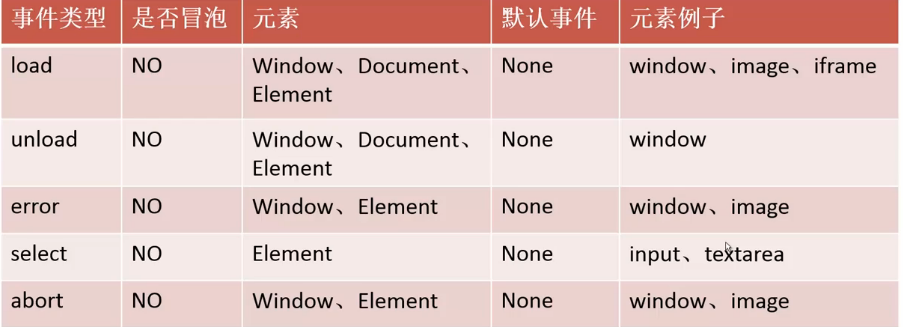 事件类型 是否冒泡 元素 默认事件 元素例子
load NO Window、Document、 None window、image、iframe
Element
unload NO Window、Document、 None window
Element
error NO Window、Element None window、image
select NO Element None input、textarea
abort NO Window、Element None window、image